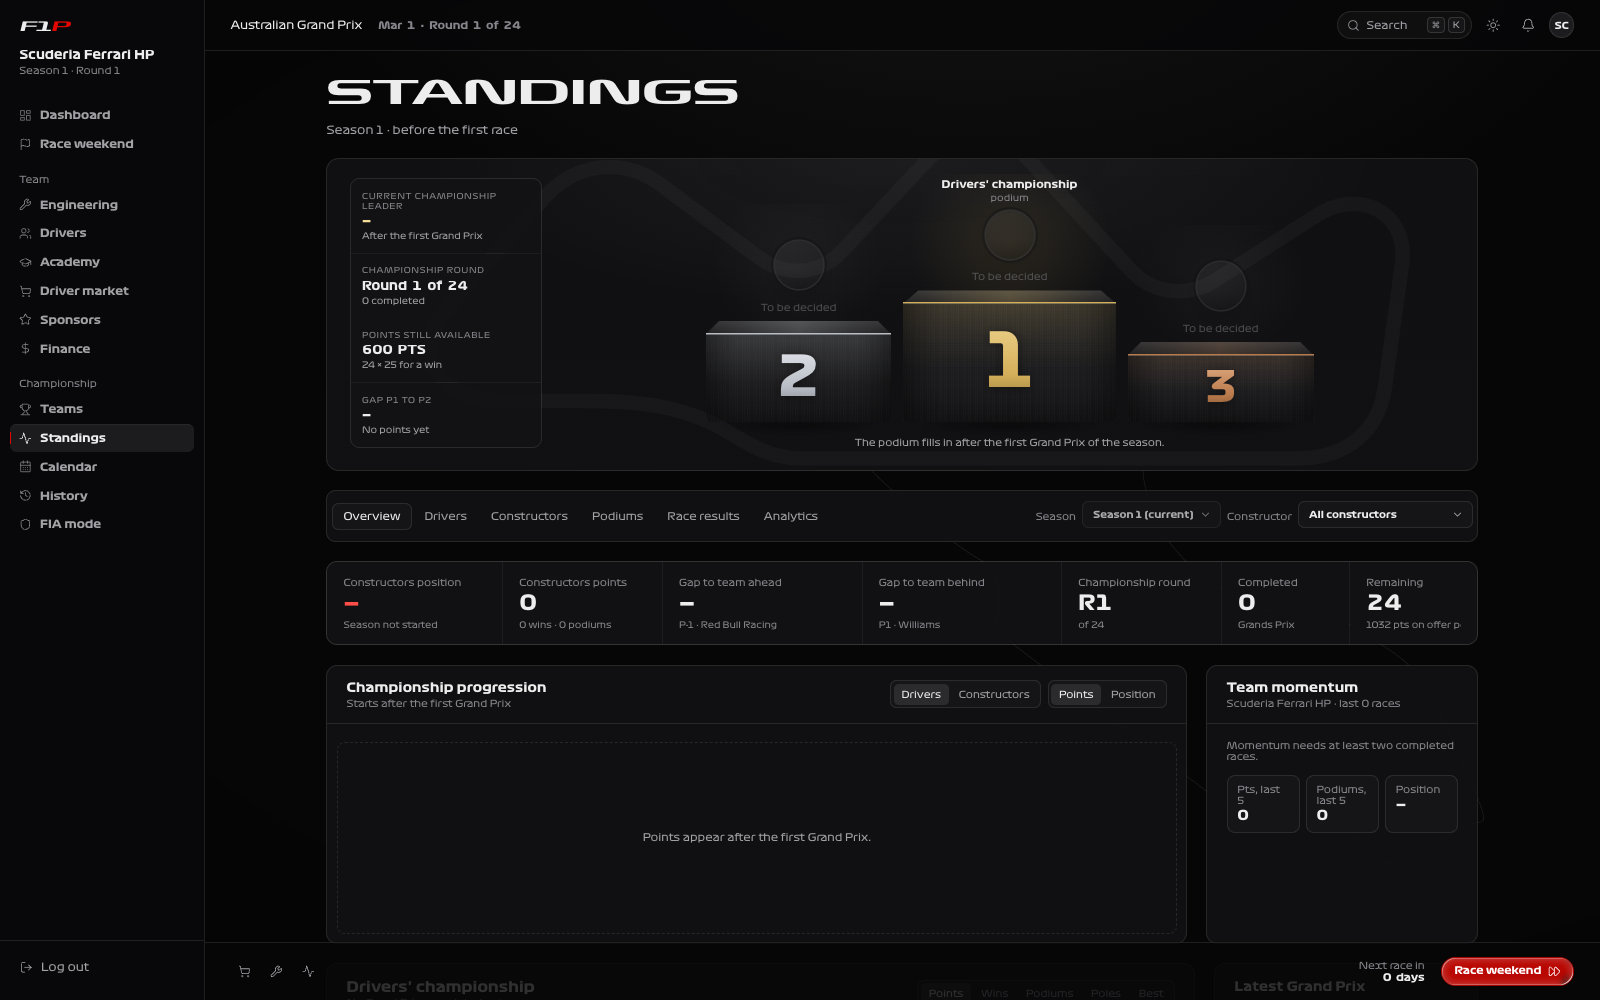 F1P
Scuderia Ferrari HP
Season 1 · Round 1
Dashboard
Race weekend
Team
Engineering
Drivers
Academy
Driver market
Sponsors
Finance
Championship
Teams
Standings
Calendar
History
FIA mode
Log out
Australian Grand Prix Mar 1 · Round 1 of 24
Search ⌘ K
SC
STANDINGS
Season 1 · before the first race
CURRENT CHAMPIONSHIP
LEADER
–
After the first Grand Prix
CHAMPIONSHIP ROUND
Round 1 of 24
0 completed
POINTS STILL AVAILABLE
600 PTS
24 × 25 for a win
GAP P1 TO P2
–
No points yet
Drivers' championship
podium
To be decided
To be decided
To be decided
2
1
3
The podium fills in after the first Grand Prix of the season.
Overview Drivers Constructors Podiums Race results Analytics
Season Season 1 (current) Constructor All constructors
Constructors position
–
Season not started
Constructors points
0
0 wins · 0 podiums
Gap to team ahead
–
P-1 · Red Bull Racing
Gap to team behind
–
P1 · Williams
Championship round
R1
of 24
Completed
0
Grands Prix
Remaining
24
1032 pts on offer p
Championship progression
Starts after the first Grand Prix
Drivers Constructors Points Position
Points appear after the first Grand Prix.
Team momentum
Scuderia Ferrari HP · last 0 races
Momentum needs at least two completed
races.
Pts, last
5
0
Podiums,
last 5
0
Position
–
Drivers' championship
Points Wins Podiums Poles Best
Latest Grand Prix
Next race in
0 days
Race weekend